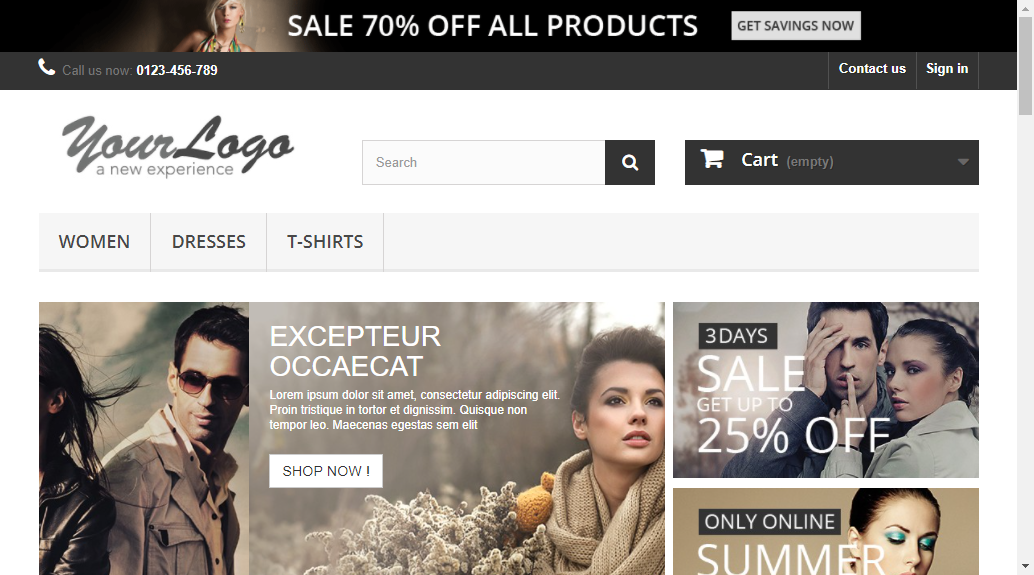 SALE 70% OFF ALL PRODUCTS
GET SAVINGS NOW
Call us now: 0123-456-789
Contact us
Sign in
YourLogo
a new experience
Search
Cart (empty)
WOMEN
DRESSES
T-SHIRTS
EXCEPTEUR
OCCAECAT
Lorem ipsum dolor sit amet, consectetur adipiscing elit.
Proin tristique in tortor et dignissim. Quisque non
tempor leo. Maecenas egestas sem elit
SHOP NOW !
3 DAYS
SALE
GET UP TO
25% OFF
ONLY ONLINE
SUMMER